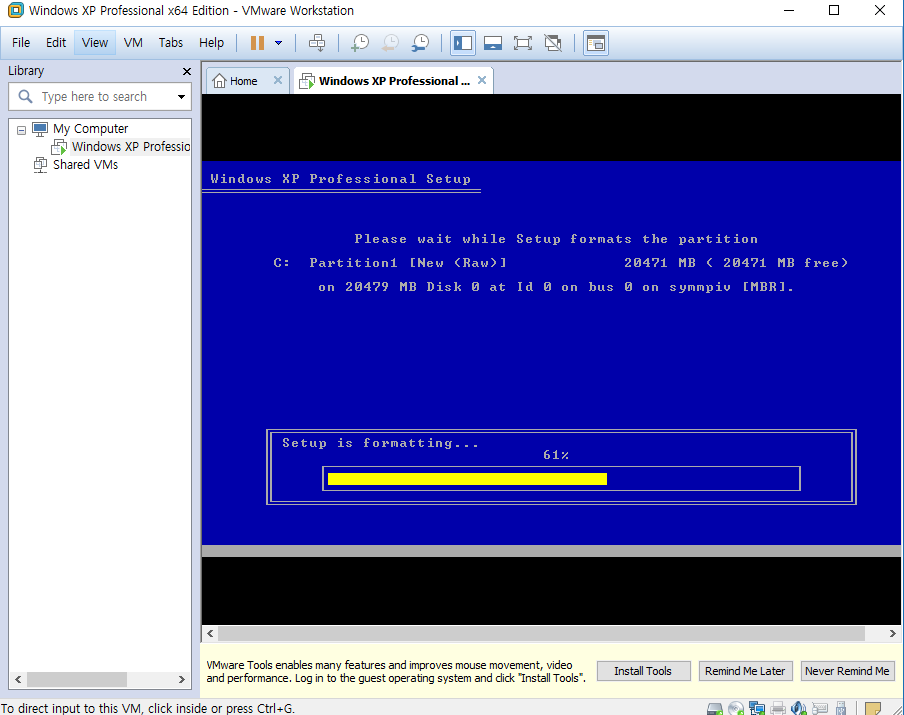 Windows XP Professional x64 Edition - VMware Workstation
File Edit View VM Tabs Help
Library
Type here to search
My Computer
Windows XP Professio
Shared VMs
Home
Windows XP Professional ...
Windows XP Professional Setup
Please wait while Setup formats the partition
C: Partition1 [New (Raw)] 20471 MB ( 20471 MB free)
on 20479 MB Disk 0 at Id 0 on bus 0 on symmpiv [MBR].
Setup is formatting...
61%
VMware Tools enables many features and improves mouse movement, video
and performance. Log in to the guest operating system and click "Install Tools".
Install Tools
Remind Me Later
Never Remind Me
To direct input to this VM, click inside or press Ctrl+G.